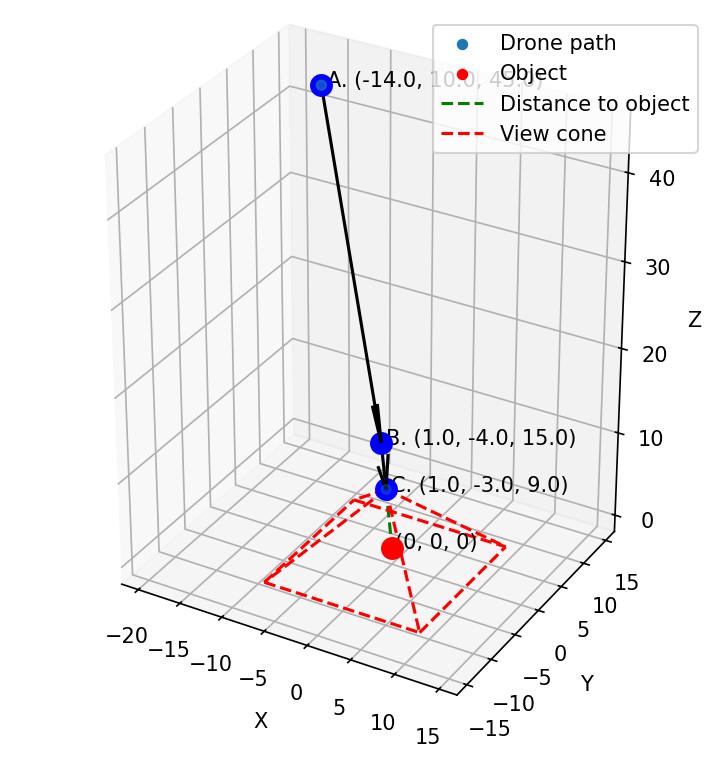 Drone path
Object
Distance to object
View cone
A. (-14.0, 10.0, 43.0)
B. (1.0, -4.0, 15.0)
C. (1.0, -3.0, 9.0)
(0, 0, 0)
40
30
20
10
0
Z
15
10
5
0
−5
−10
−15
Y
−20
−15
−10
−5
0
5
10
15
X